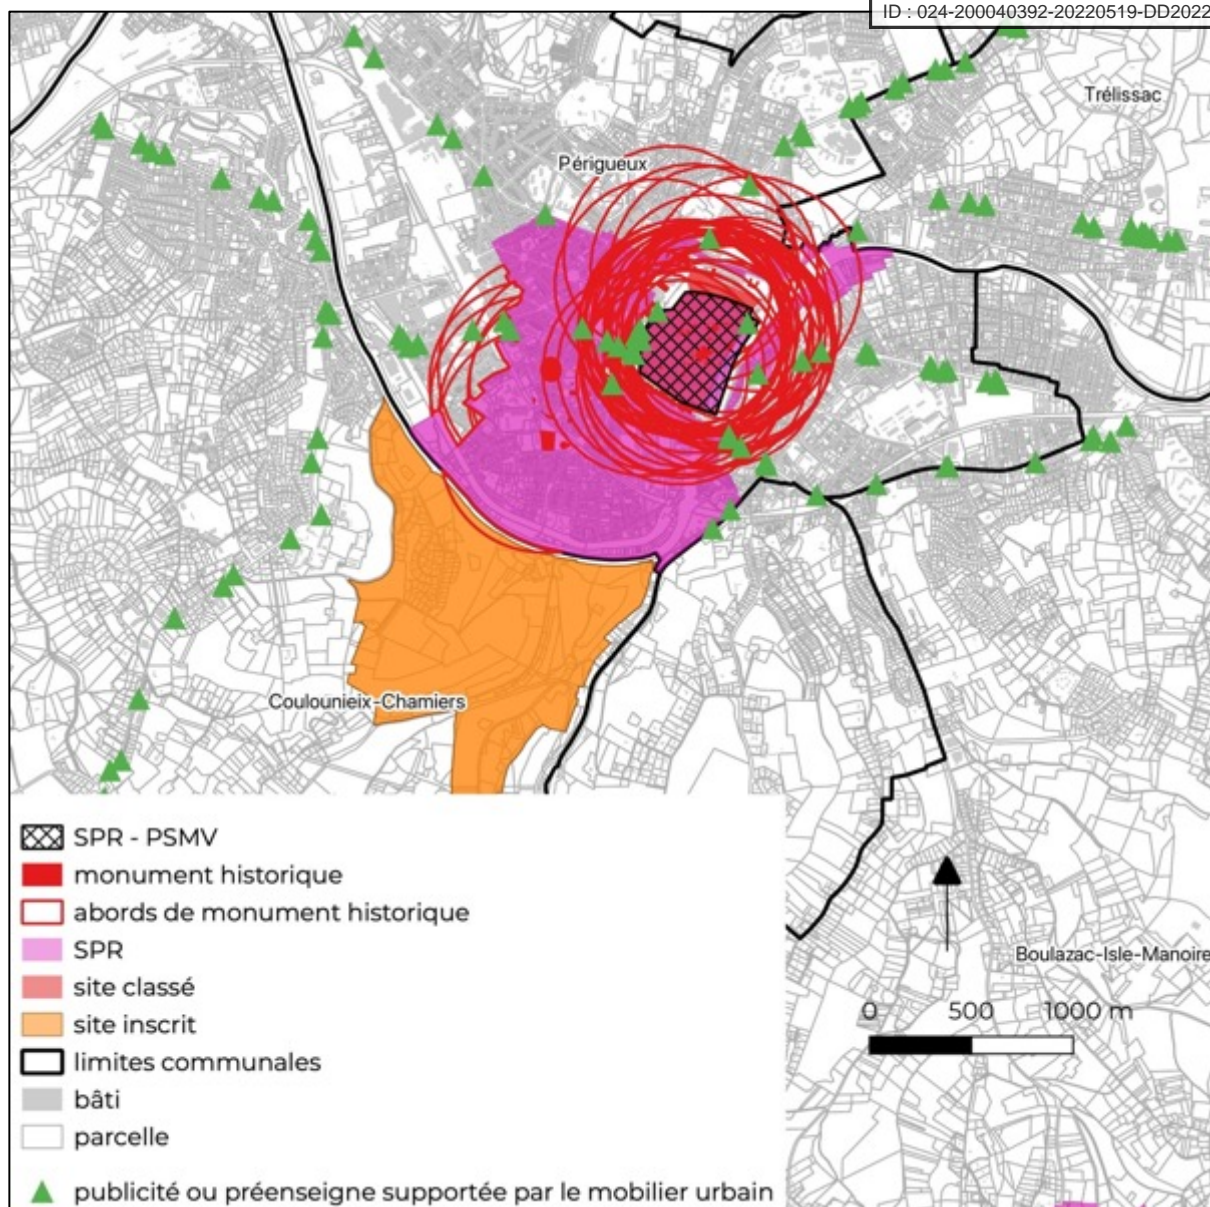 ID : 024-200040392-20220519-DD2022
Trélissac
Périgueux
Coulounieix-Chamiers
SPR - PSMV
monument historique
abords de monument historique
SPR
site classé
site inscrit
limites communales
bâti
parcelle
publicité ou préenseigne supportée par le mobilier urbain
Boulazac-Isle-Manoire
0 500 1000 m